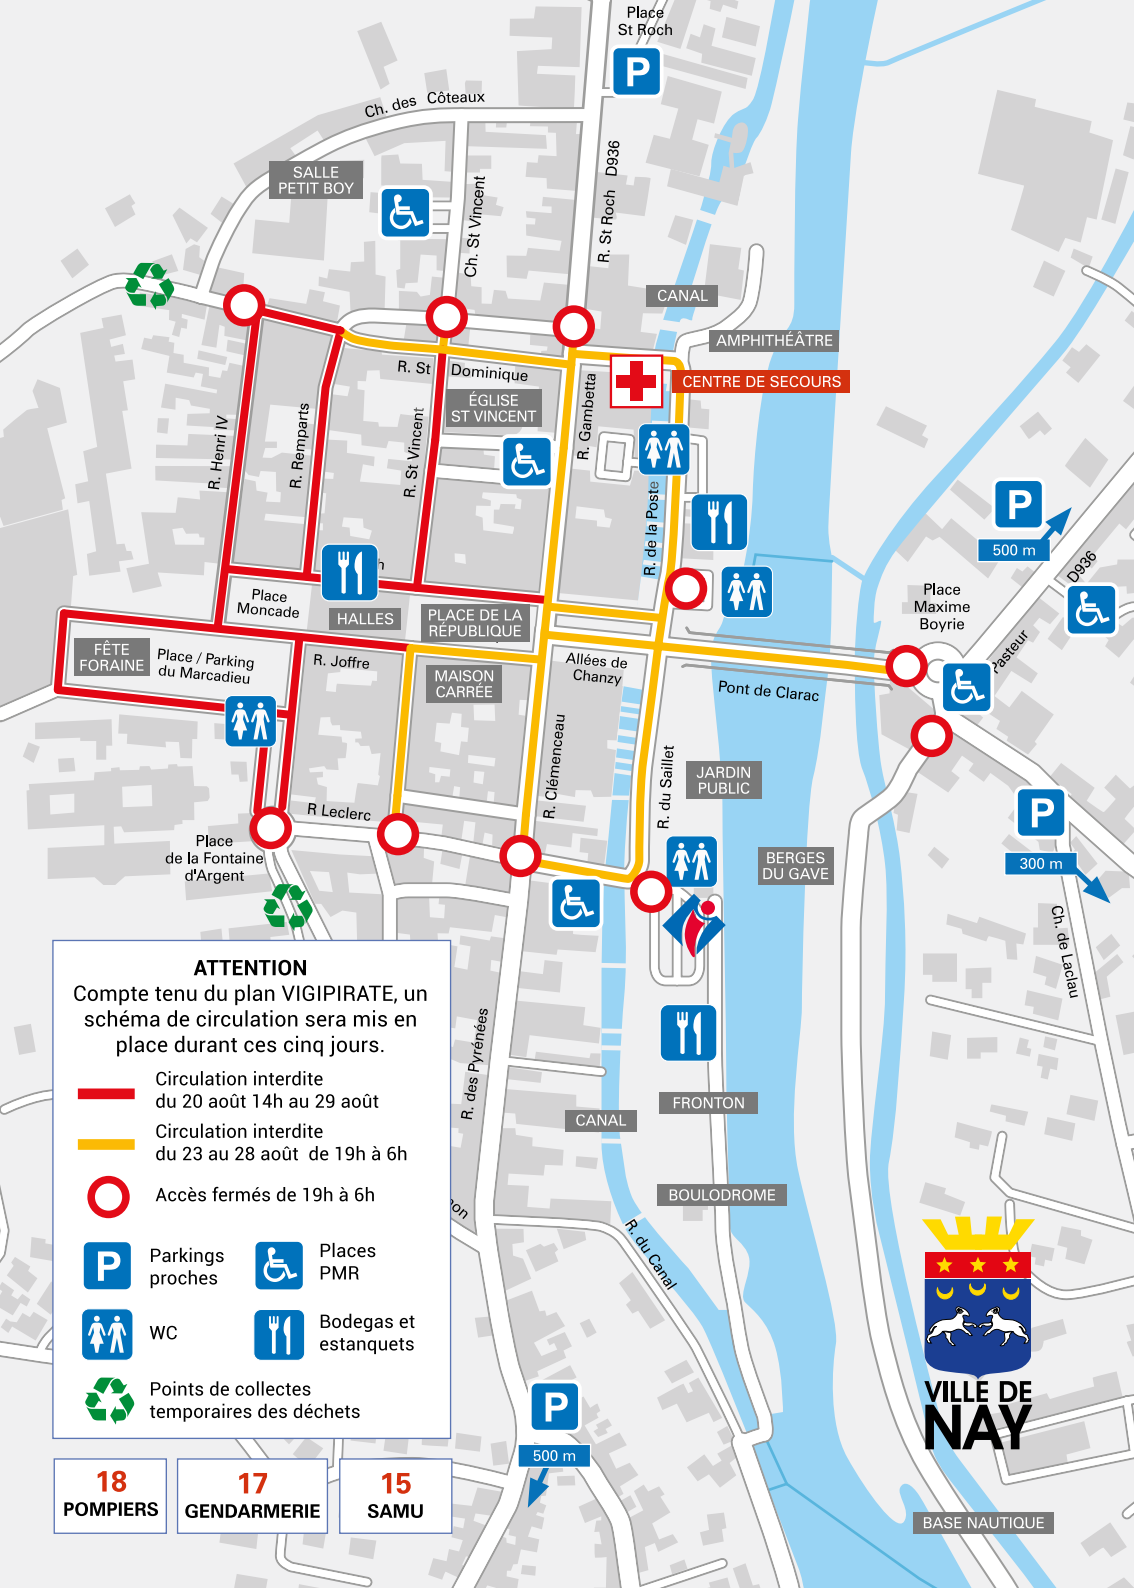 Place
St Roch
P
Ch. des Côteaux
SALLE
PETIT BOY
Ch. St Vincent
R. St Roch D936
CANAL
AMPHITHÉÂTRE
CENTRE DE SECOURS
R. St Dominique
ÉGLISE
ST VINCENT
R. Gambetta
R. Henri IV
R. Remparts
R. St Vincent
R. de la Poste
P
500 m
D936
Place
Maxime
Boyrie
Pasteur
Place
Moncade
HALLES
PLACE DE LA
RÉPUBLIQUE
FÊTE
FORAINE
Place / Parking
du Marcadieu
R. Joffre
MAISON
CARRÉE
Allées de
Chanzy
Pont de Clarac
R. Clémenceau
R. du Saillet
JARDIN
PUBLIC
R Leclerc
Place
de la Fontaine
d'Argent
BERGES
DU GAVE
P
300 m
Ch. de Laclau
ATTENTION
Compte tenu du plan VIGIPIRATE, un
schéma de circulation sera mis en
place durant ces cinq jours.
Circulation interdite
du 20 août 14h au 29 août
Circulation interdite
du 23 au 28 août de 19h à 6h
Accès fermés de 19h à 6h
P
Parkings
proches
Places
PMR
WC
Bodegas et
estanquets
Points de collectes
temporaires des déchets
R. des Pyrénées
FRONTON
CANAL
BOULODROME
R. du Canal
P
500 m
VILLE DE
NAY
BASE NAUTIQUE
18
POMPIERS
17
GENDARMERIE
15
SAMU